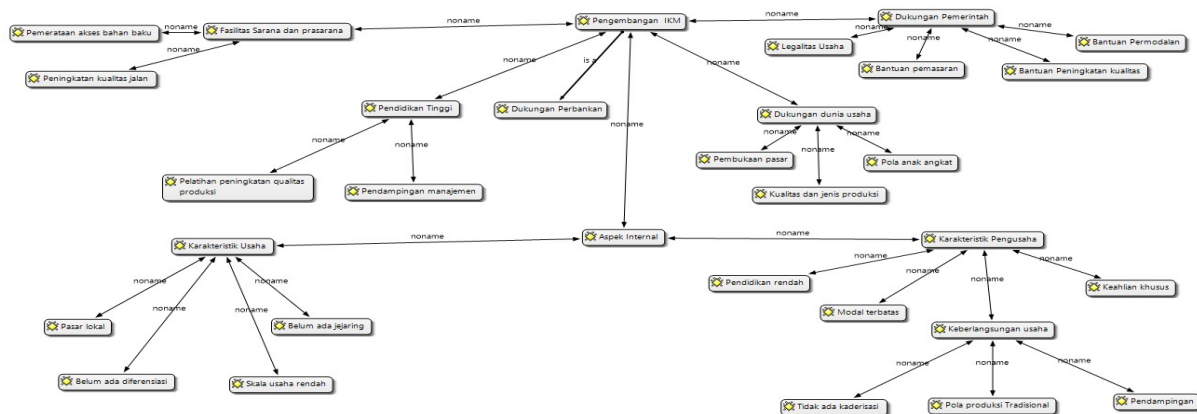 noname
noname
Pengembangan IKM
noname
Dukungan Pemerintah
Pemerataan akses bahan baku
Fasilitas Sarana dan prasarana
noname
noname
noname
noname
Bantuan Permodalan
Legalitas Usaha
noname
noname
Peningkatan kualitas jalan
noname
is a
noname
Bantuan pemasaran
Bantuan Peningkatan kualitas
Pendidikan Tinggi
Dukungan Perbankan
Dukungan dunia usaha
noname
noname
noname
noname
noname
noname
Pembukaan pasar
Pola anak angkat
Pelatihan peningkatan qualitas
produksi
Pendampingan manajemen
Kualitas dan jenis produksi
noname
Aspek Internal
noname
Karakteristik Usaha
Karakteristik Pengusaha
noname
noname
noname
noname
noname
noname
noname
noname
Pendidikan rendah
Keahlian khusus
Pasar lokal
Belum ada jejaring
Modal terbatas
Keberlangsungan usaha
noname
noname
noname
Belum ada diferensiasi
Skala usaha rendah
Tidak ada kaderisasi
Pola produksi Tradisional
Pendampingan